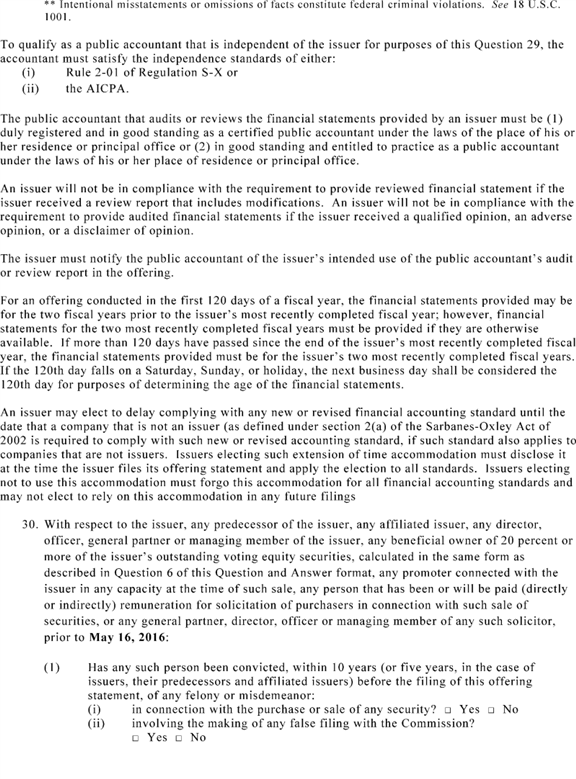 ** Intentional misstatements or omissions of facts constitute federal criminal violations. See 18 U.S.C.
1001.
To qualify as a public accountant that is independent of the issuer for purposes of this Question 29, the
accountant must satisfy the independence standards of either:
(i) Rule 2-01 of Regulation S-X or
(ii) the AICPA.
The public accountant that audits or reviews the financial statements provided by an issuer must be (1)
duly registered and in good standing as a certified public accountant under the laws of the place of his or
her residence or principal office or (2) in good standing and entitled to practice as a public accountant
under the laws of his or her place of residence or principal office.
An issuer will not be in compliance with the requirement to provide reviewed financial statement if the
issuer received a review report that includes modifications. An issuer will not be in compliance with the
requirement to provide audited financial statements if the issuer received a qualified opinion, an adverse
opinion, or a disclaimer of opinion.
The issuer must notify the public accountant of the issuer's intended use of the public accountant's audit
or review report in the offering.
For an offering conducted in the first 120 days of a fiscal year, the financial statements provided may be
for the two fiscal years prior to the issuer's most recently completed fiscal year; however, financial
statements for the two most recently completed fiscal years must be provided if they are otherwise
available. If more than 120 days have passed since the end of the issuer's most recently completed fiscal
year, the financial statements provided must be for the issuer's two most recently completed fiscal years.
If the 120th day falls on a Saturday, Sunday, or holiday, the next business day shall be considered the
120th day for purposes of determining the age of the financial statements.
An issuer may elect to delay complying with any new or revised financial accounting standard until the
date that a company that is not an issuer (as defined under section 2(a) of the Sarbanes-Oxley Act of
2002 is required to comply with such new or revised accounting standard, if such standard also applies to
companies that are not issuers. Issuers electing such extension of time accommodation must disclose it
at the time the issuer files its offering statement and apply the election to all standards. Issuers electing
not to use this accommodation must forgo this accommodation for all financial accounting standards and
may not elect to rely on this accommodation in any future filings
30. With respect to the issuer, any predecessor of the issuer, any affiliated issuer, any director,
officer, general partner or managing member of the issuer, any beneficial owner of 20 percent or
more of the issuer's outstanding voting equity securities, calculated in the same form as
described in Question 6 of this Question and Answer format, any promoter connected with the
issuer in any capacity at the time of such sale, any person that has been or will be paid (directly
or indirectly) remuneration for solicitation of purchasers in connection with such sale of
securities, or any general partner, director, officer or managing member of any such solicitor,
prior to May 16, 2016:
(1) Has any such person been convicted, within 10 years (or five years, in the case of
issuers, their predecessors and affiliated issuers) before the filing of this offering
statement, of any felony or misdemeanor:
(i) in connection with the purchase or sale of any security? □ Yes □ No
(ii) involving the making of any false filing with the Commission?
□ Yes □ No